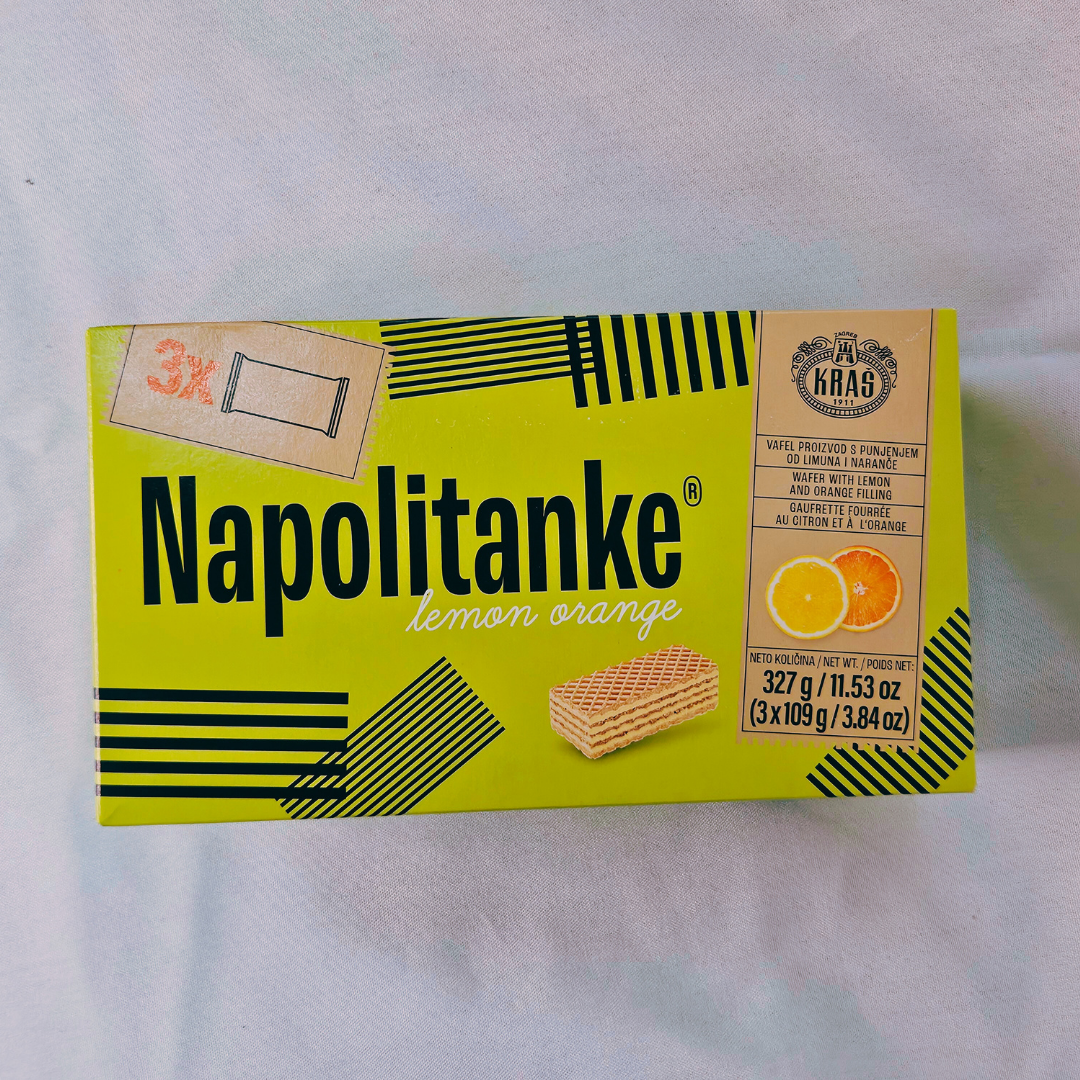 3x
Napolitanke®
lemon orange
ZAGREB
KRAŠ
1911
VAFEL PROIZVOD S PUNJENJEM
OD LIMUNA I NARANČE
WAFER WITH LEMON
AND ORANGE FILLING
GAUFRETTE FOURRÉE
AU CITRON ET À L'ORANGE
NETO KOLIČINA / NET WT. / POIDS NET:
327 g / 11.53 oz
(3 x 109 g / 3.84 oz)